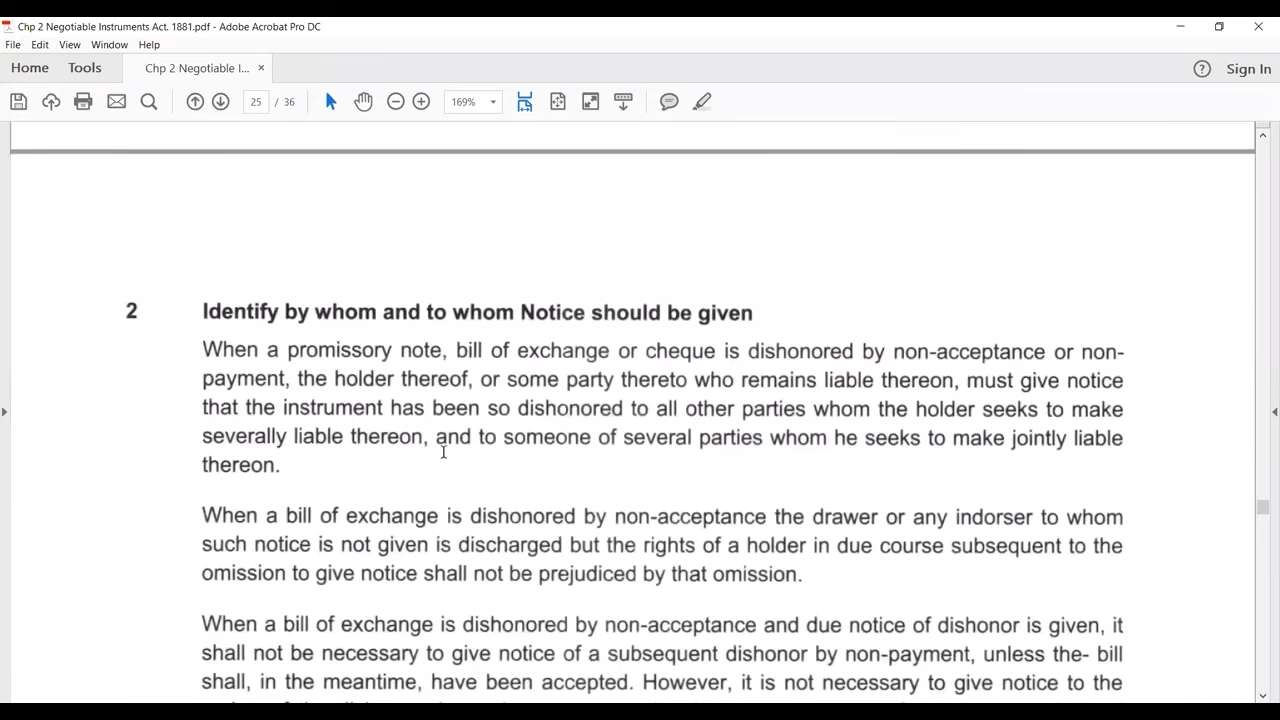 Chp 2 Negotiable Instruments Act. 1881.pdf - Adobe Acrobat Pro DC
File Edit View Window Help
Home Tools Chp 2 Negotiable I... × Sign In
25 / 36 169%
2 Identify by whom and to whom Notice should be given
When a promissory note, bill of exchange or cheque is dishonored by non-acceptance or non-
payment, the holder thereof, or some party thereto who remains liable thereon, must give notice
that the instrument has been so dishonored to all other parties whom the holder seeks to make
severally liable thereon, and to someone of several parties whom he seeks to make jointly liable
thereon.
When a bill of exchange is dishonored by non-acceptance the drawer or any indorser to whom
such notice is not given is discharged but the rights of a holder in due course subsequent to the
omission to give notice shall not be prejudiced by that omission.
When a bill of exchange is dishonored by non-acceptance and due notice of dishonor is given, it
shall not be necessary to give notice of a subsequent dishonor by non-payment, unless the- bill
shall, in the meantime, have been accepted. However, it is not necessary to give notice to the